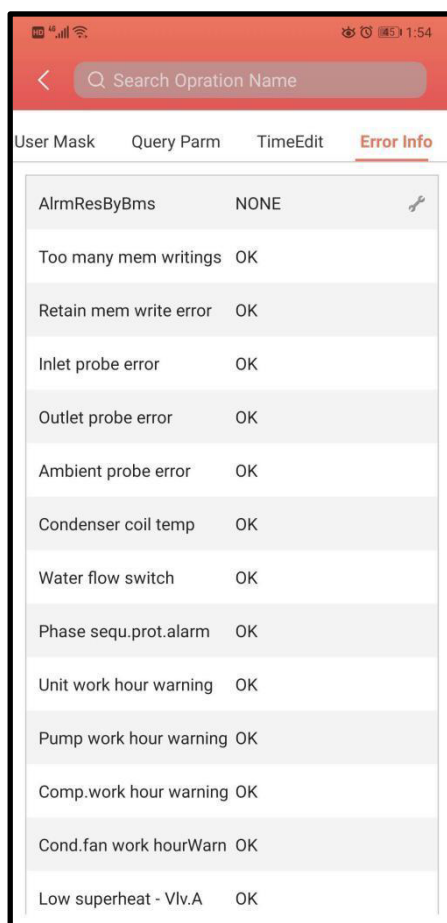 HD 4G 45 1:54
Search Opration Name
User Mask Query Parm TimeEdit Error Info
AlrmResByBms NONE
Too many mem writings OK
Retain mem write error OK
Inlet probe error OK
Outlet probe error OK
Ambient probe error OK
Condenser coil temp OK
Water flow switch OK
Phase sequ.prot.alarm OK
Unit work hour warning OK
Pump work hour warning OK
Comp.work hour warning OK
Cond.fan work hourWarn OK
Low superheat - Vlv.A OK